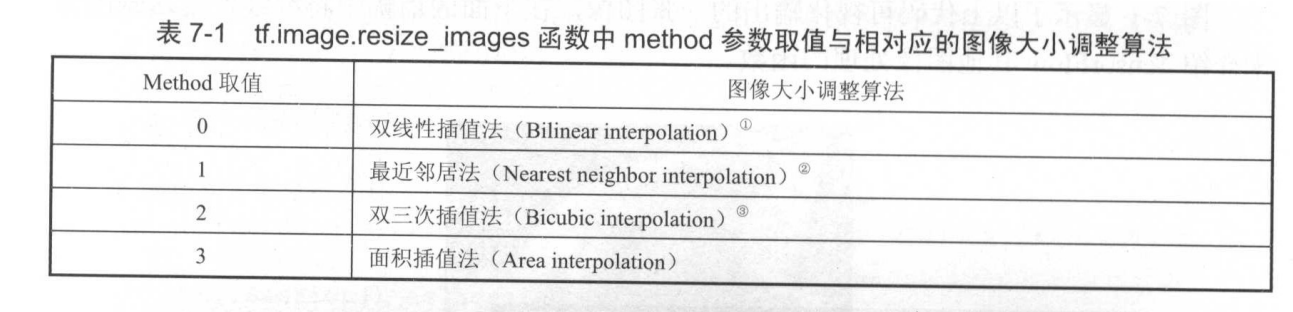 表 7-1 tf.image.resize_images 函数中 method 参数取值与相对应的图像大小调整算法
Method 取值 图像大小调整算法
0 双线性插值法（Bilinear interpolation）①
1 最近邻居法（Nearest neighbor interpolation）②
2 双三次插值法（Bicubic interpolation）③
3 面积插值法（Area interpolation）